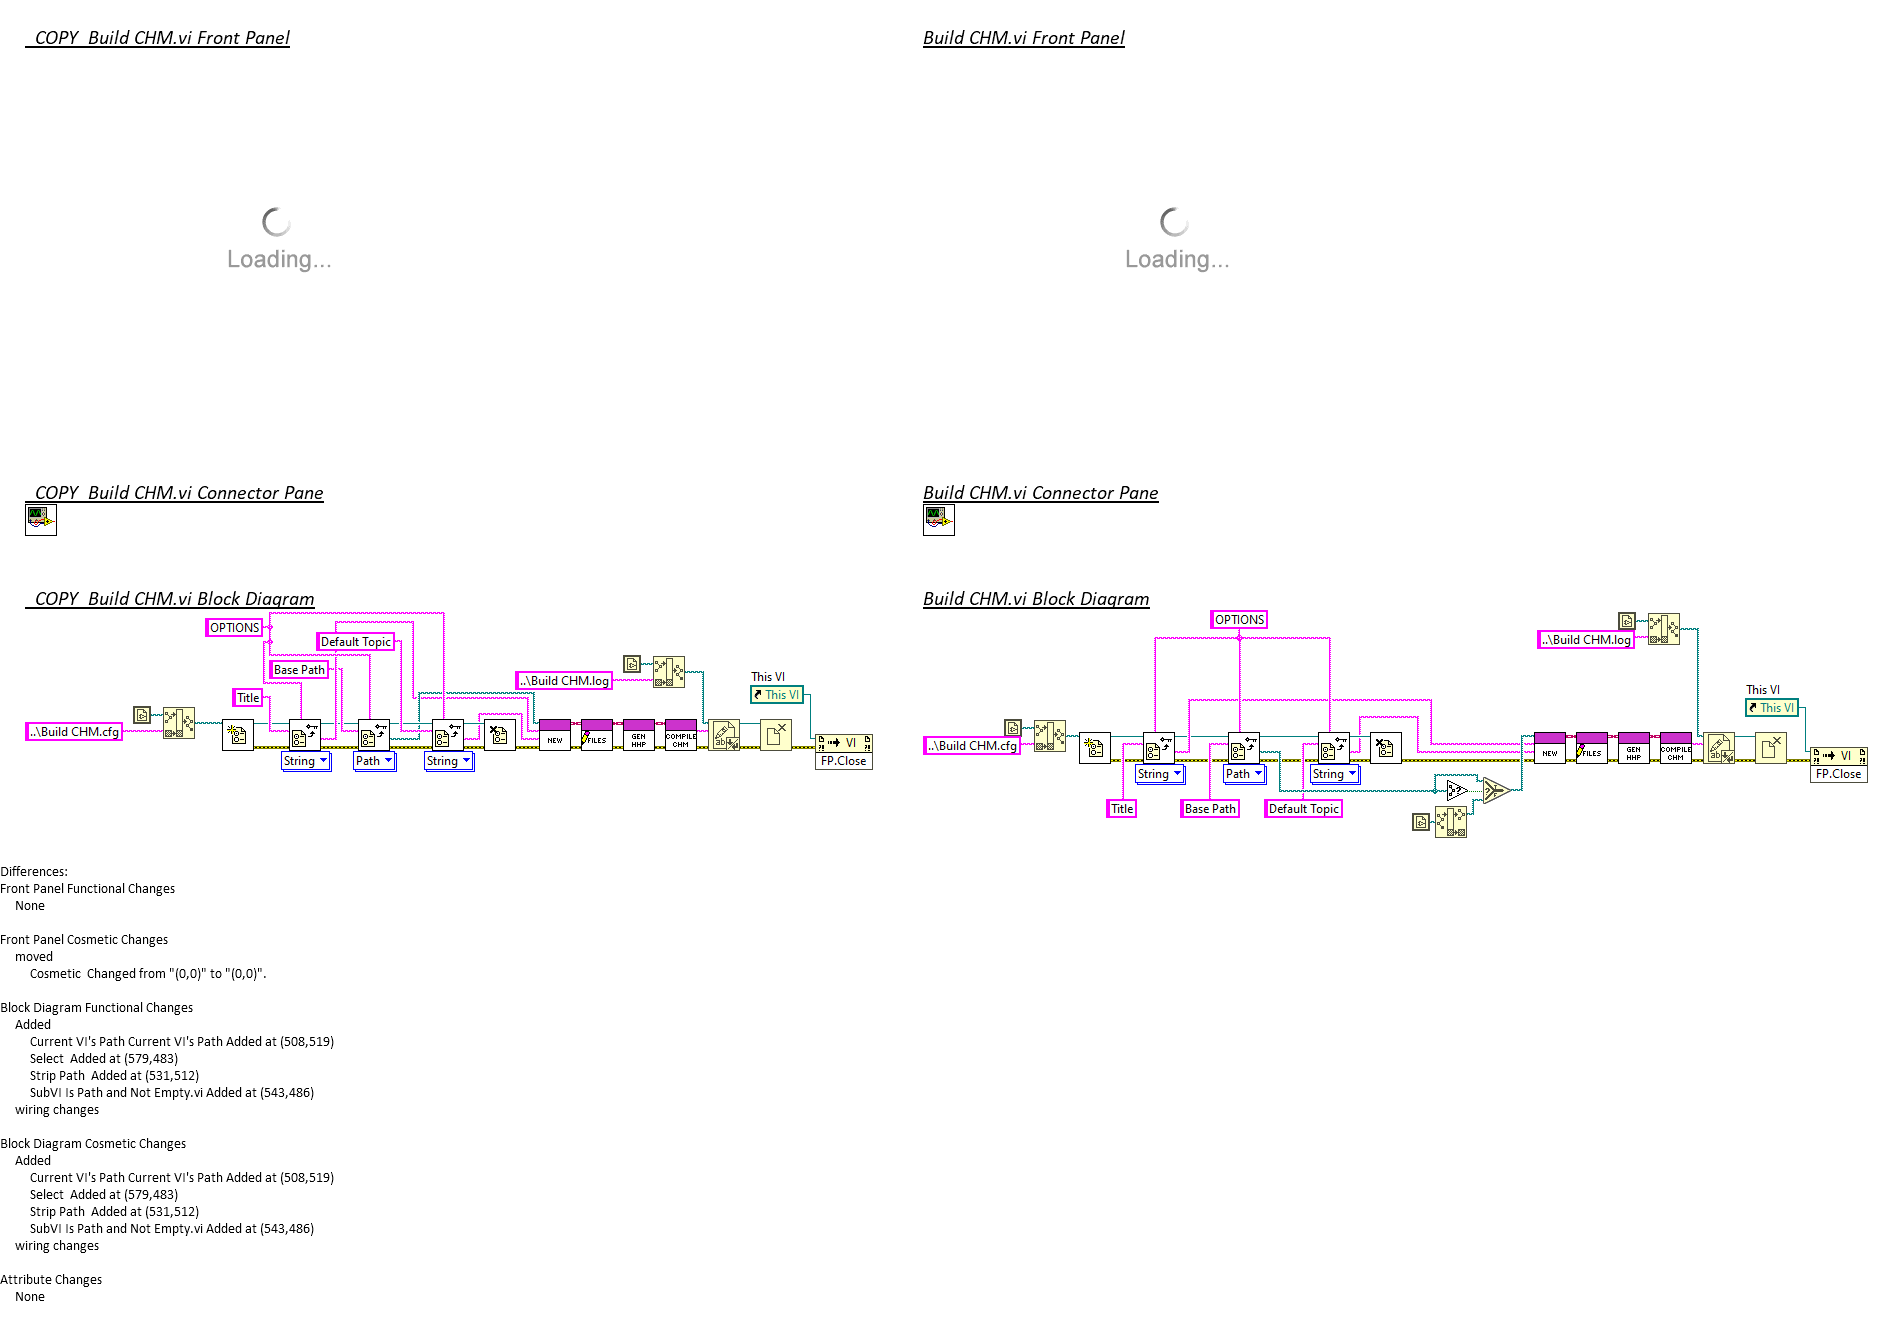 COPY  Build CHM.vi Front Panel
Build CHM.vi Front Panel
Loading...
Loading...
COPY  Build CHM.vi Connector Pane
Build CHM.vi Connector Pane
COPY  Build CHM.vi Block Diagram
Build CHM.vi Block Diagram
OPTIONS
Default Topic
Base Path
Title
..\Build CHM.cfg
..\Build CHM.log
This VI
This VI
NEW
FILES
GEN HHP
COMPILE CHM
VI
FP.Close
String
Path
String
OPTIONS
..\Build CHM.log
This VI
This VI
..\Build CHM.cfg
NEW
FILES
GEN HHP
COMPILE CHM
VI
FP.Close
String
Path
String
Title
Base Path
Default Topic
Differences:
Front Panel Functional Changes
None
Front Panel Cosmetic Changes
moved
Cosmetic  Changed from "(0,0)" to "(0,0)".
Block Diagram Functional Changes
Added
Current VI's Path Current VI's Path Added at (508,519)
Select  Added at (579,483)
Strip Path  Added at (531,512)
SubVI Is Path and Not Empty.vi Added at (543,486)
wiring changes
Block Diagram Cosmetic Changes
Added
Current VI's Path Current VI's Path Added at (508,519)
Select  Added at (579,483)
Strip Path  Added at (531,512)
SubVI Is Path and Not Empty.vi Added at (543,486)
wiring changes
Attribute Changes
None